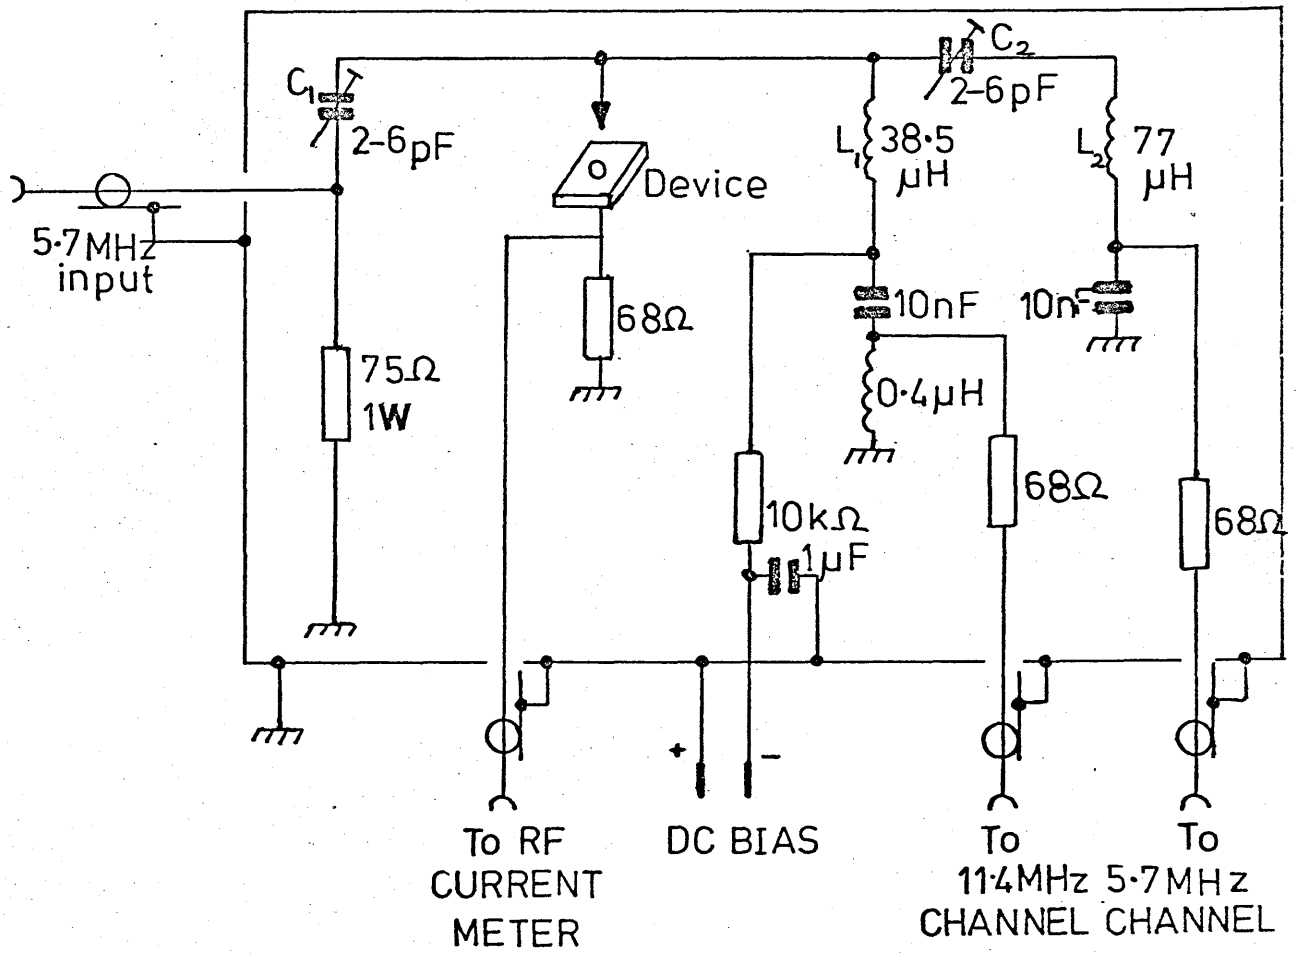 C₁
2-6pF
5.7MHz
input
75Ω
1W
Device
68Ω
C₂
2-6pF
L₁
38.5
µH
L₂
77
µH
10nF
10nF
0.4µH
10kΩ
1µF
68Ω
68Ω
+
−
To RF
CURRENT
METER
DC BIAS
To
11.4MHz
CHANNEL
To
5.7MHz
CHANNEL